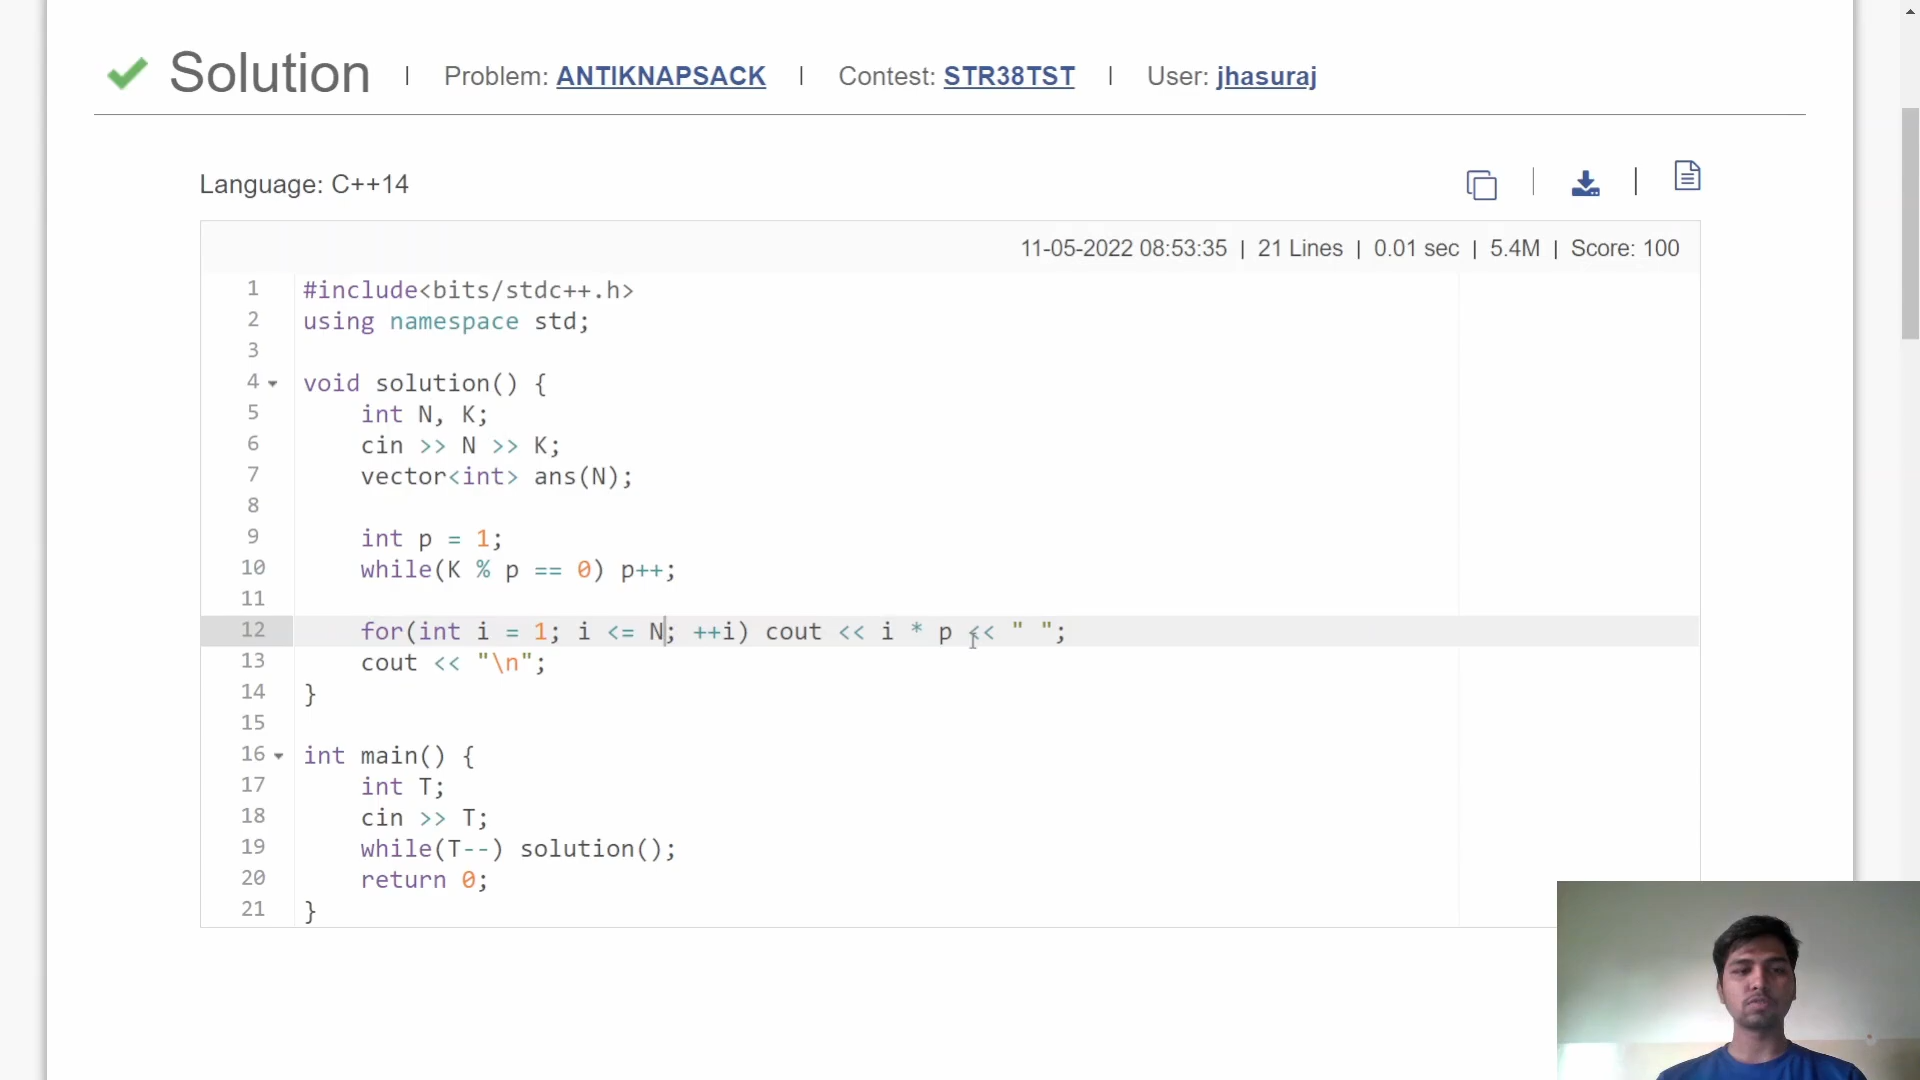 Solution | Problem: ANTIKNAPSACK | Contest: STR38TST | User: jhasuraj
Language: C++14
11-05-2022 08:53:35 | 21 Lines | 0.01 sec | 5.4M | Score: 100
1 #include<bits/stdc++.h>
2 using namespace std;
3
4 void solution() {
5 int N, K;
6 cin >> N >> K;
7 vector<int> ans(N);
8
9 int p = 1;
10 while(K % p == 0) p++;
11
12 for(int i = 1; i <= N; ++i) cout << i * p << " ";
13 cout << "\n";
14 }
15
16 int main() {
17 int T;
18 cin >> T;
19 while(T--) solution();
20 return 0;
21 }